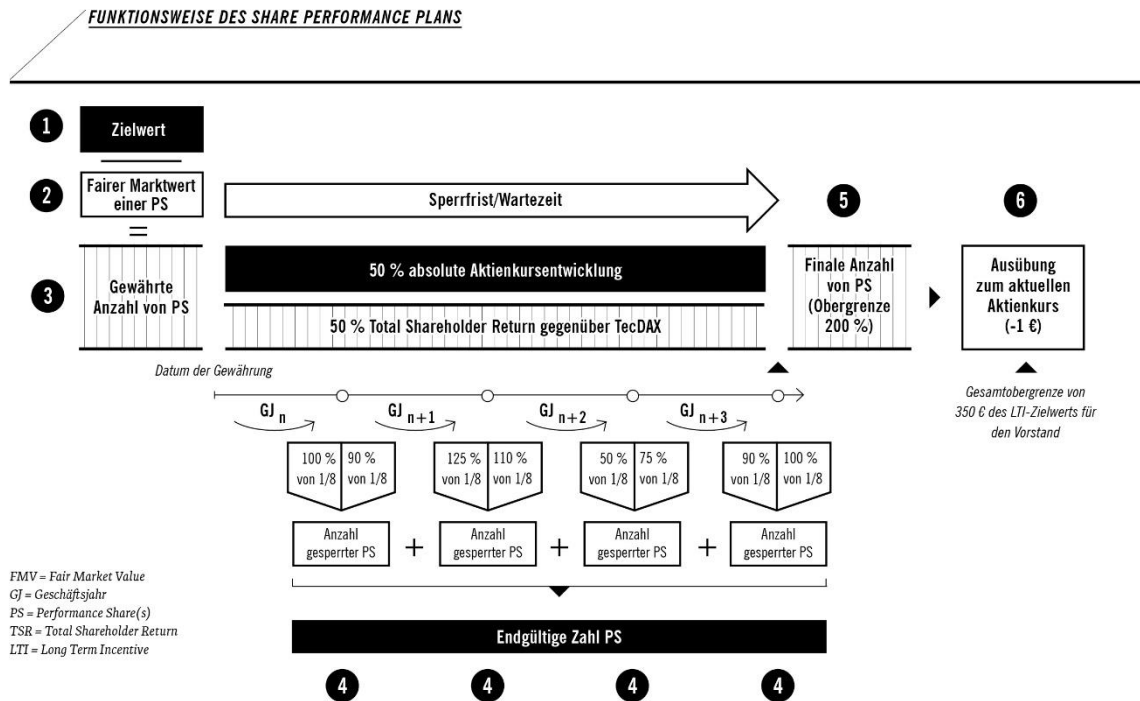 FUNKTIONSWEISE DES SHARE PERFORMANCE PLANS
1
Zielwert
2
Fairer Marktwert
einer PS
=
3
Gewährte
Anzahl von PS
Sperrfrist/Wartezeit
50 % absolute Aktienkursentwicklung
50 % Total Shareholder Return gegenüber TecDAX
5
Finale Anzahl
von PS
(Obergrenze
200 %)
6
Ausübung
zum aktuellen
Aktienkurs
(-1 €)
Gesamtobergrenze von
350 € des LTI-Zielwerts für
den Vorstand
Datum der Gewährung
GJ n
GJ n+1
GJ n+2
GJ n+3
100 %
von 1/8
90 %
von 1/8
125 %
von 1/8
110 %
von 1/8
50 %
von 1/8
75 %
von 1/8
90 %
von 1/8
100 %
von 1/8
Anzahl
gesperrter PS
+
Anzahl
gesperrter PS
+
Anzahl
gesperrter PS
+
Anzahl
gesperrter PS
Endgültige Zahl PS
4
4
4
4
FMV = Fair Market Value
GJ = Geschäftsjahr
PS = Performance Share(s)
TSR = Total Shareholder Return
LTI = Long Term Incentive